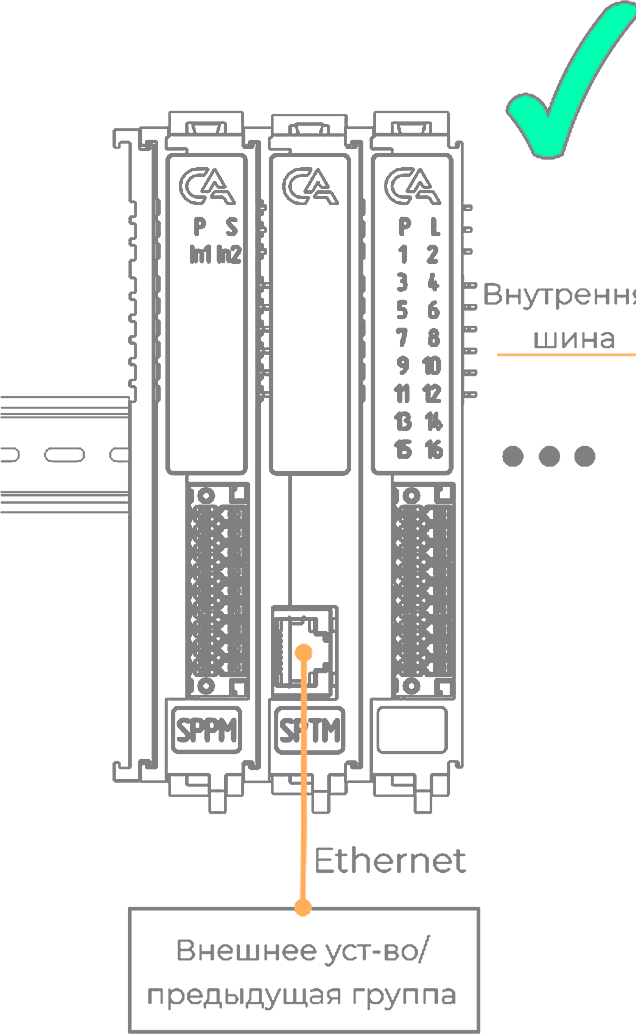 CA
CA
CA
P S
In1 In2
P L
1 2
3 4
5 6
7 8
9 10
11 12
13 14
15 16
шина
SPPM
SPTM
Ethernet
Внешнее уст-во/
предыдущая группа